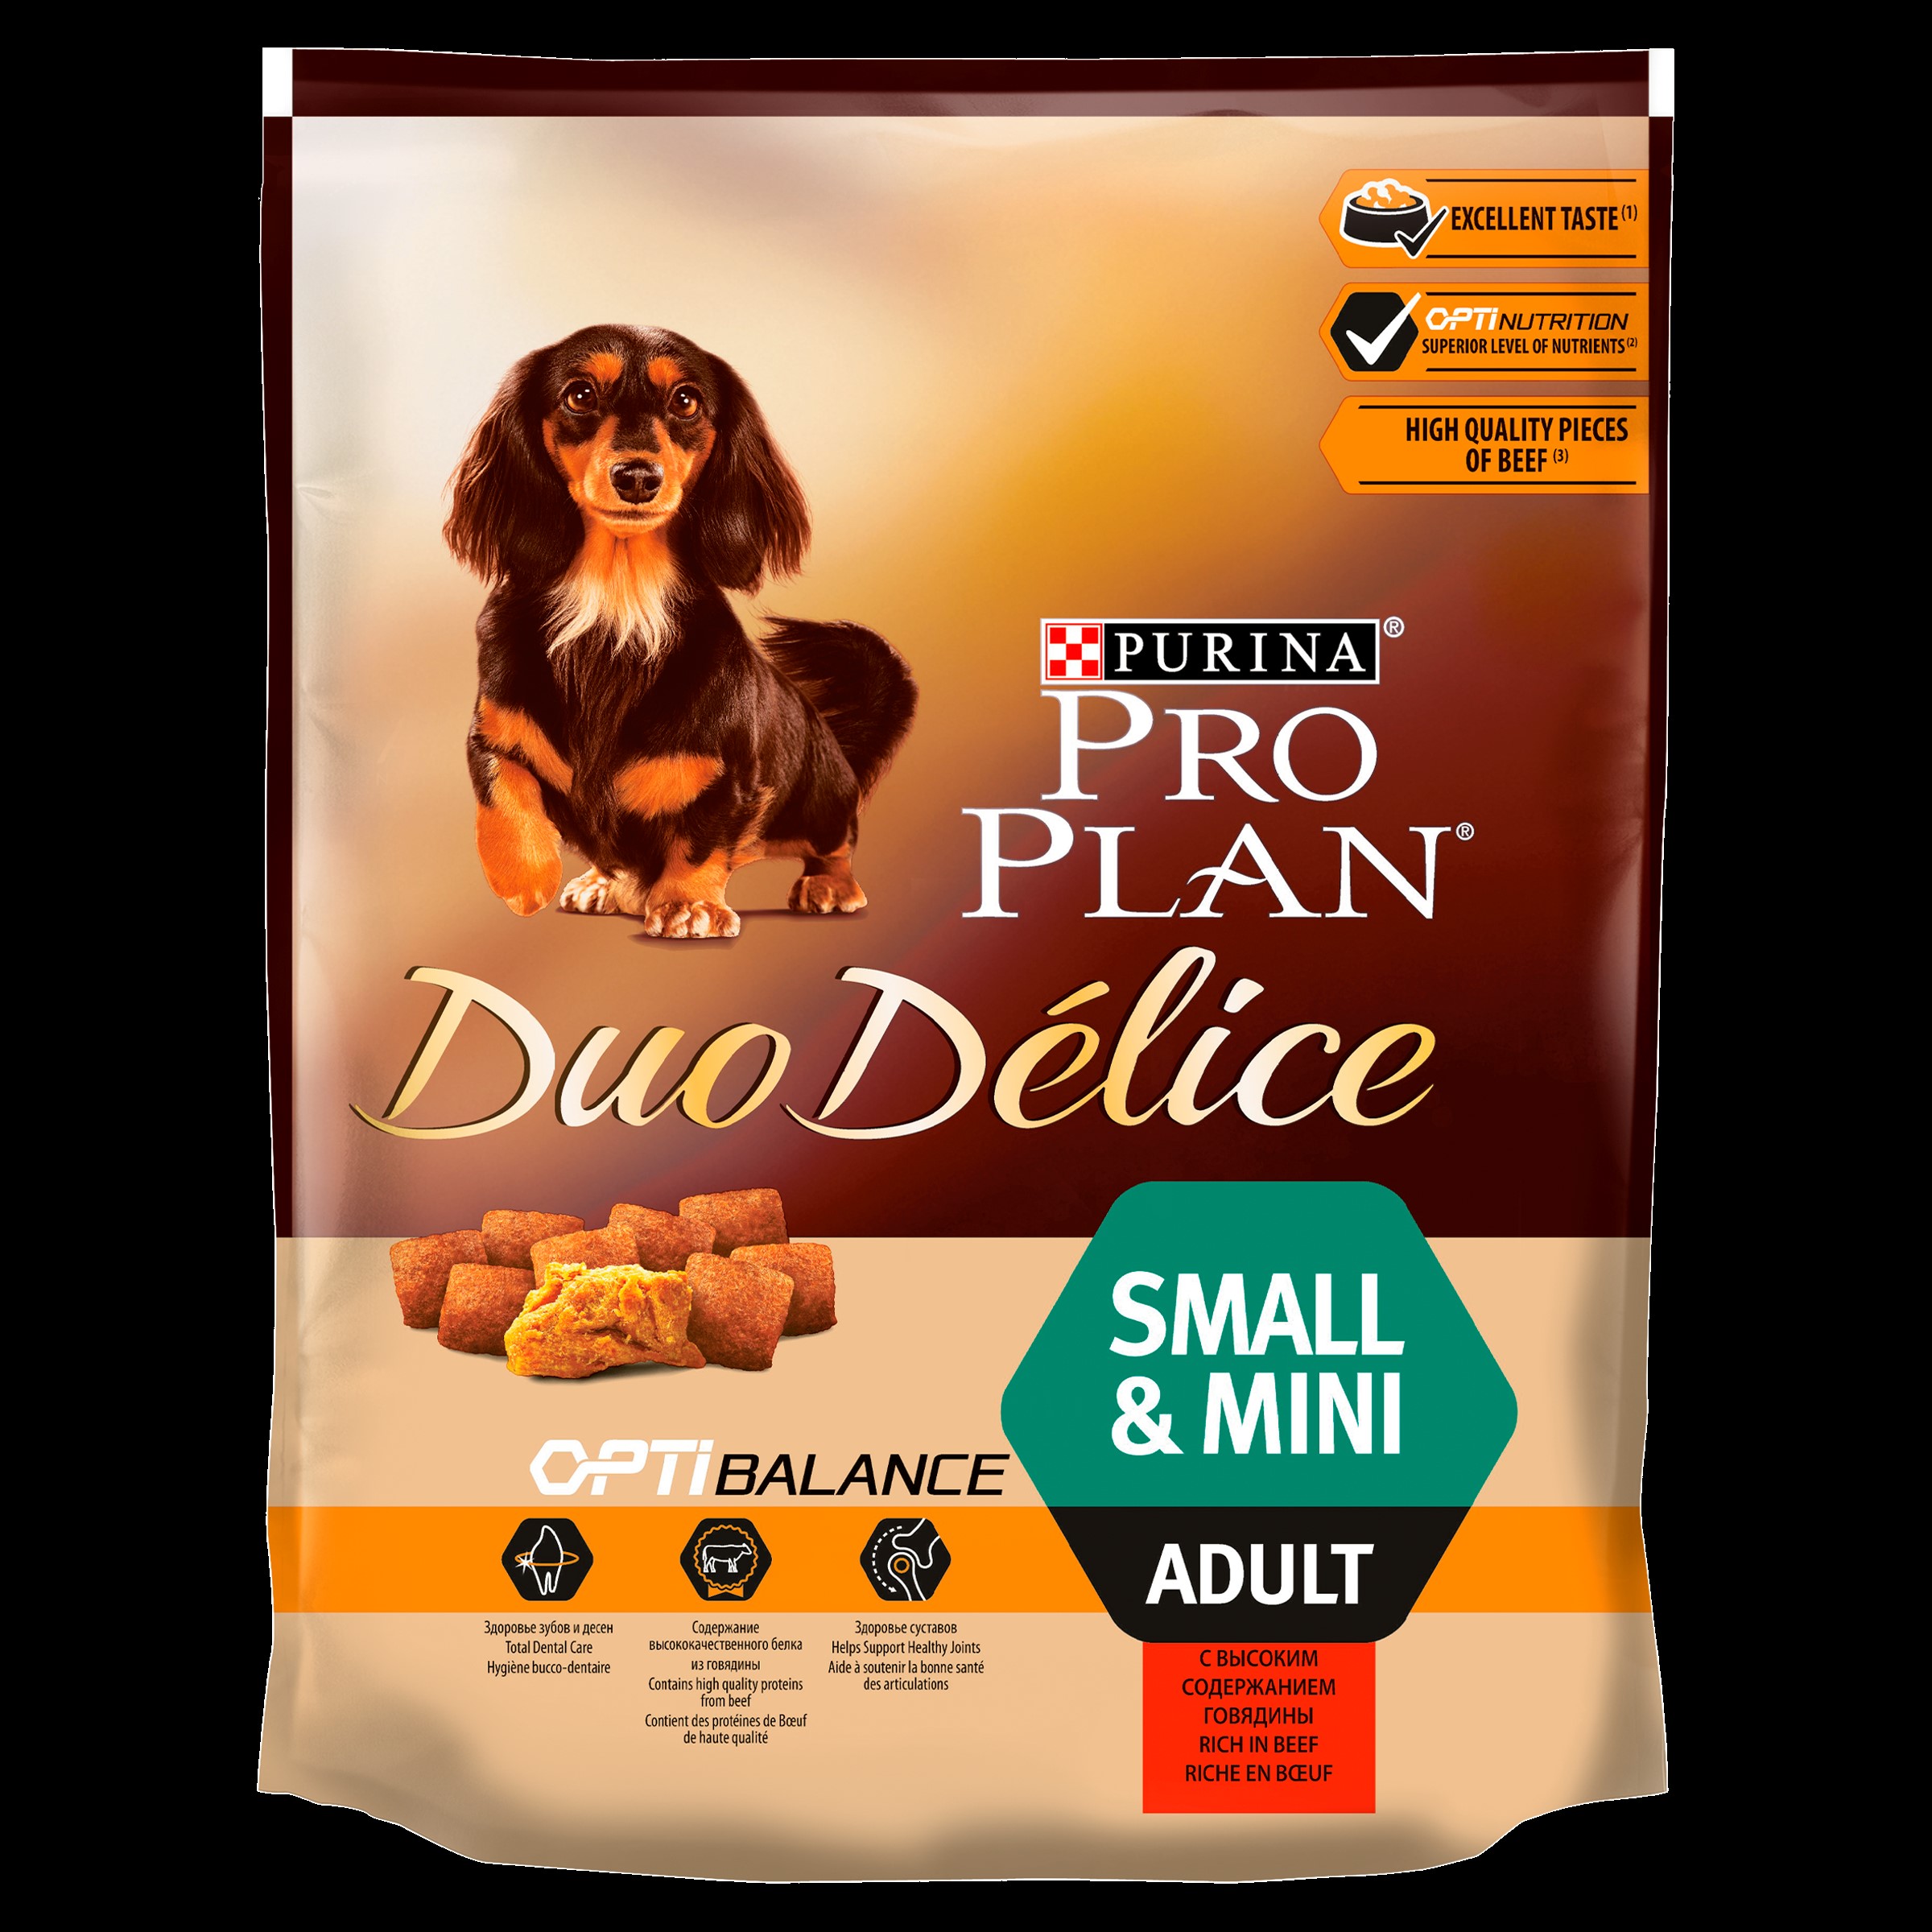 EXCELLENT TASTE (1)
OPTINUTRITION
SUPERIOR LEVEL OF NUTRIENTS (2)
HIGH QUALITY PIECES
OF BEEF (3)
PURINA®
PRO
PLAN®
Duo Délice
SMALL
& MINI
ADULT
OPTIBALANCE
Здоровье зубов и десен
Total Dental Care
Hygiène bucco-dentaire
Содержание
высококачественного белка
из говядины
Contains high quality proteins
from beef
Contient des protéines de Bœuf
de haute qualité
Здоровье суставов
Helps Support Healthy Joints
Aide à soutenir la bonne santé
des articulations
С ВЫСОКИМ
СОДЕРЖАНИЕМ
ГОВЯДИНЫ
RICH IN BEEF
RICHE EN BŒUF